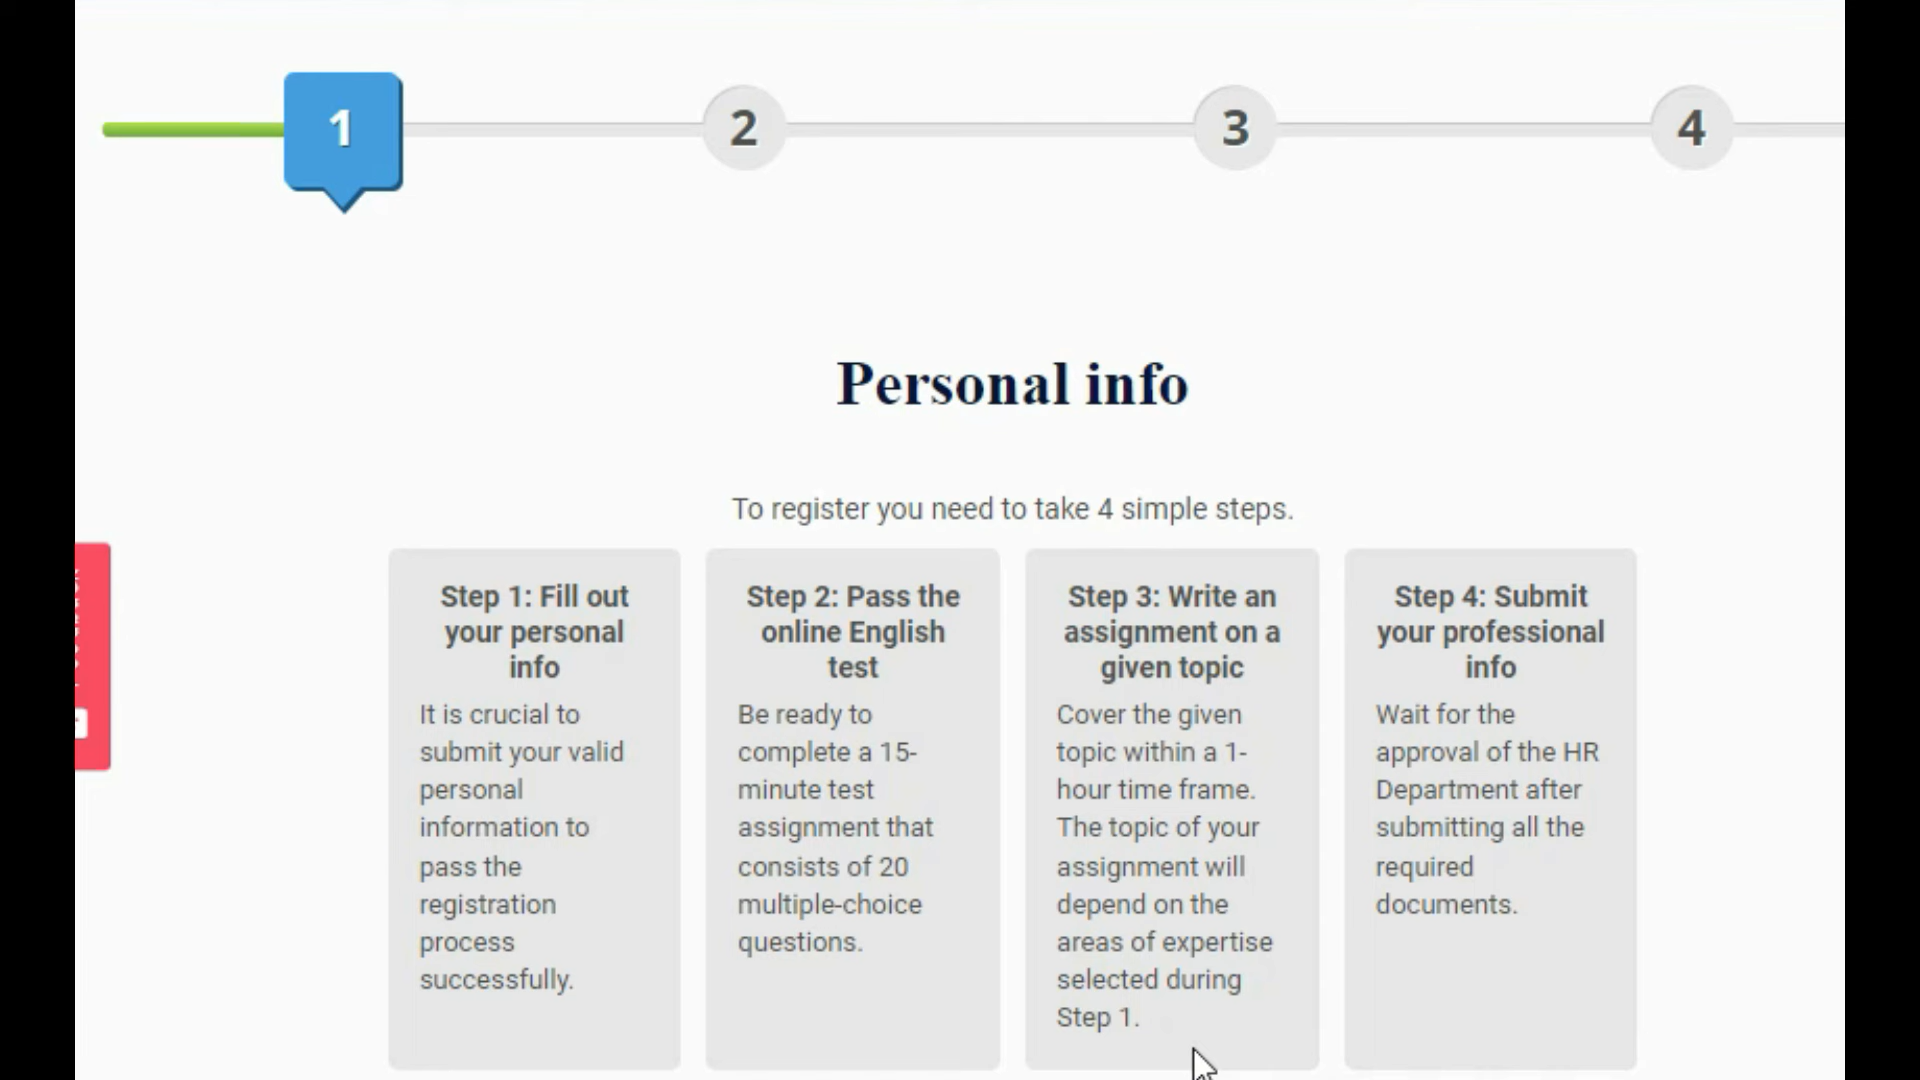 1
2
3
4
Personal info
To register you need to take 4 simple steps.
Step 1: Fill out
your personal
info
It is crucial to
submit your valid
personal
information to
pass the
registration
process
successfully.
Step 2: Pass the
online English
test
Be ready to
complete a 15-
minute test
assignment that
consists of 20
multiple-choice
questions.
Step 3: Write an
assignment on a
given topic
Cover the given
topic within a 1-
hour time frame.
The topic of your
assignment will
depend on the
areas of expertise
selected during
Step 1.
Step 4: Submit
your professional
info
Wait for the
approval of the HR
Department after
submitting all the
required
documents.